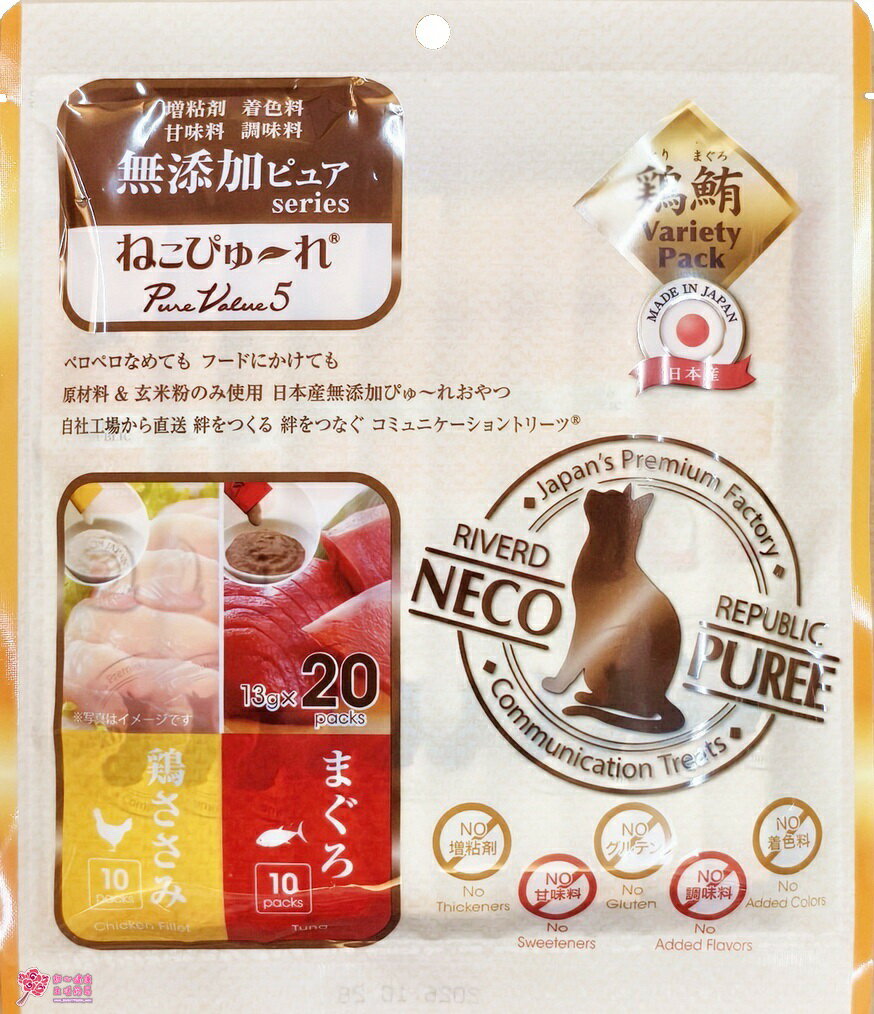 増粘剤 着色料
甘味料 調味料
無添加ピュア
series
ねこぴゅ〜れ®
PureValue5
まぐろ
鶏鮪
Variety
Pack
MADE IN JAPAN
日本産
ペロペロなめても フードにかけても
原材料 & 玄米粉のみ使用 日本産無添加ぴゅ〜れおやつ
自社工場から直送 絆をつくる 絆をつなぐ コミュニケーショントリーツ®
Japan's Premium Factory
RIVERD
NECO
REPUBLIC
PUREE
Communication Treats
13g×20
packs
※写真はイメージです
鶏ささみ
10
packs
Chicken Fillet
まぐろ
10
packs
Tuna
NO
増粘剤
No
Thickeners
NO
甘味料
No
Sweeteners
NO
グルテン
No
Gluten
NO
調味料
No
Added Flavors
NO
着色料
No
Added Colors
2026.10.28